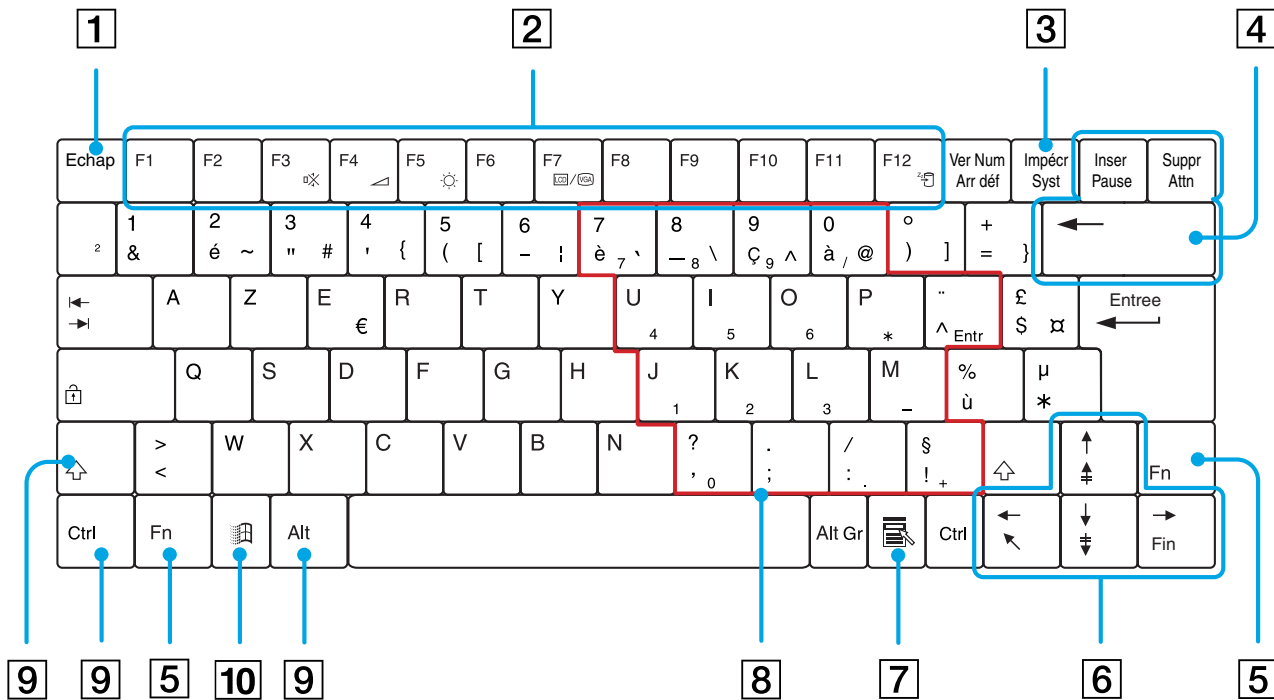 1 2 3 4
Echap F1 F2 F3 F4 F5 F6 F7 LCD / VGA F8 F9 F10 F11 F12 Zz Ver Num Impécr Inser Suppr
Arr déf Syst Pause Attn
1 2 3 4 5 6 7 8 9 0 ° +
² & é ~ " # ' { ( [ - ¦ è 7 ` _ 8 \ Ç 9 ^ à / @ ) ] = }
A Z E R T Y U I O P ¨ £ Entree
€ 4 5 6 * ^ Entr $ ¤
Q S D F G H J K L M % µ
1 2 3 – ù *
> W X C V B N ? . / §
< , 0 ; : . ! + Fn
Ctrl Fn Alt Alt Gr Ctrl Fin
9 9 5 10 9 8 7 6 5